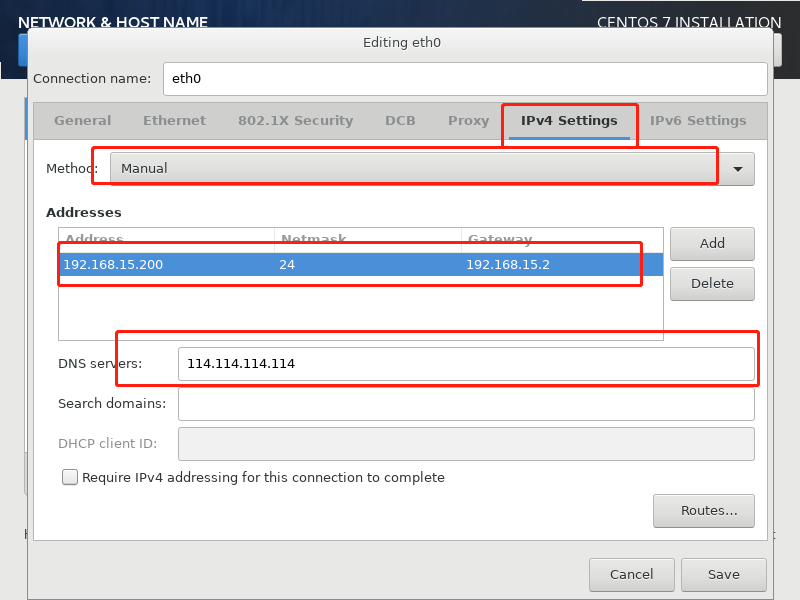 NETWORK & HOST NAME
CENTOS 7 INSTALLATION
Editing eth0
Connection name: eth0
General Ethernet 802.1X Security DCB Proxy IPv4 Settings IPv6 Settings
Method: Manual
Addresses
Address Netmask Gateway
Add
192.168.15.200 24 192.168.15.2
Delete
DNS servers: 114.114.114.114
Search domains:
DHCP client ID:
Require IPv4 addressing for this connection to complete
Routes…
Cancel Save